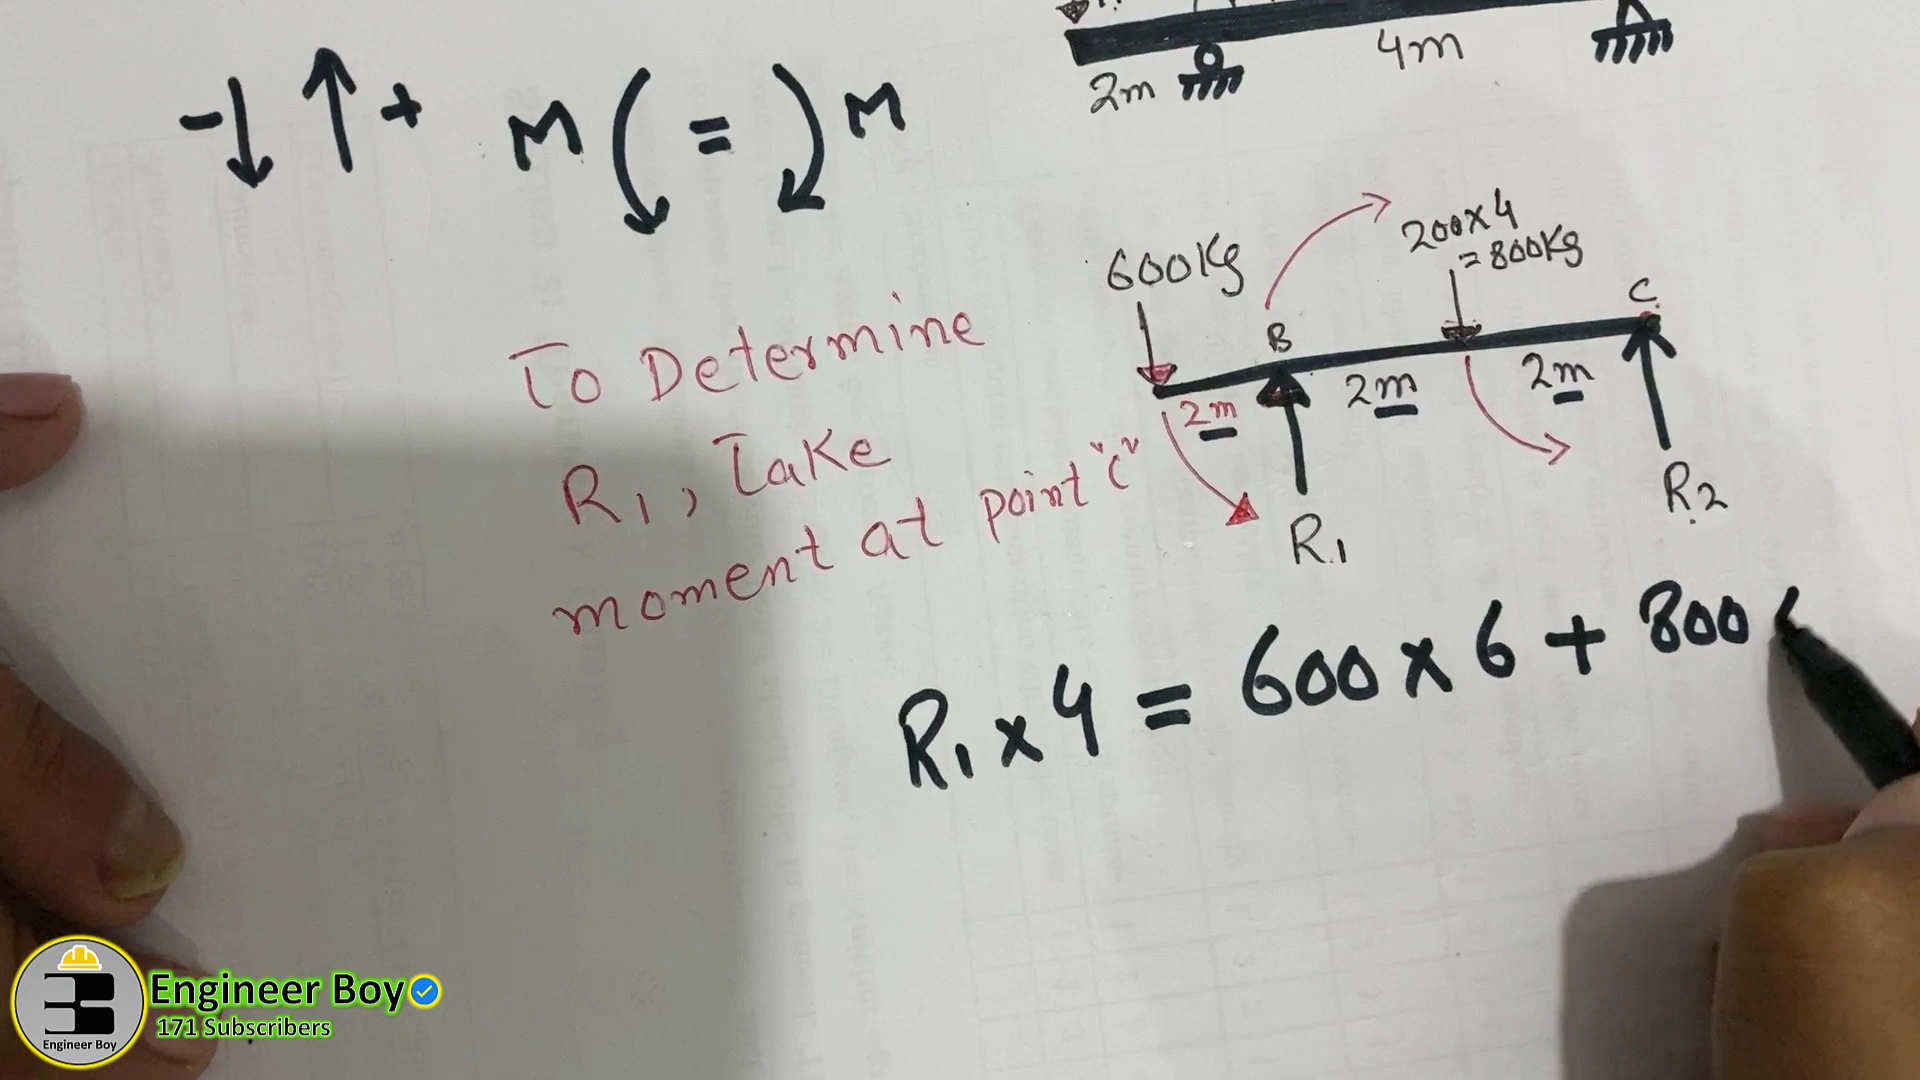 4m
2m
- +
M = M
200x4
= 800Kg
600Kg
B
C
2m
2m
2m
R1
R2
To Determine
R1, Take
moment at point "C"
R1 x 4 = 600 x 6 + 800
Engineer Boy
171 Subscribers
Engineer Boy